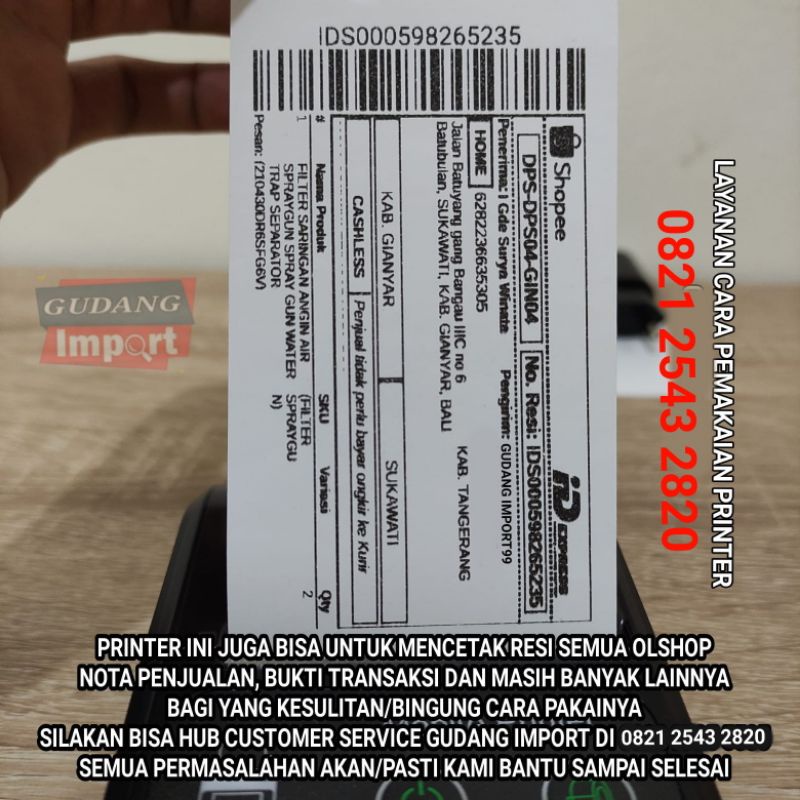 IDS000598265235
Shopee
iD EXPRESS
DPS-DPS04-GIN04
No. Resi: IDS000598265235
Penerima: I Gde Surya Winata
Pengirim: GUDANG IMPORT99
HOME 6282236635305
KAB. TANGERANG
Jalan Batuyang gang Bangau IIIC no 6
Batubulan, SUKAWATI, KAB. GIANYAR, BALI
KAB. GIANYAR
SUKAWATI
CASHLESS
Penjual tidak perlu bayar ongkir ke Kurir
# Nama Produk SKU Variasi Qty
1 FILTER SARINGAN ANGIN AIR (FILTER 2
SPRAYGUN SPRAY GUN WATER SPRAYGU
TRAP SEPARATOR N)
Pesan: (210430DR6SFG6V)
GUDANG
Import
LAYANAN CARA PEMAKAIAN PRINTER
0821 2543 2820
PRINTER INI JUGA BISA UNTUK MENCETAK RESI SEMUA OLSHOP
NOTA PENJUALAN, BUKTI TRANSAKSI DAN MASIH BANYAK LAINNYA
BAGI YANG KESULITAN/BINGUNG CARA PAKAINYA
SILAKAN BISA HUB CUSTOMER SERVICE GUDANG IMPORT DI 0821 2543 2820
SEMUA PERMASALAHAN AKAN/PASTI KAMI BANTU SAMPAI SELESAI